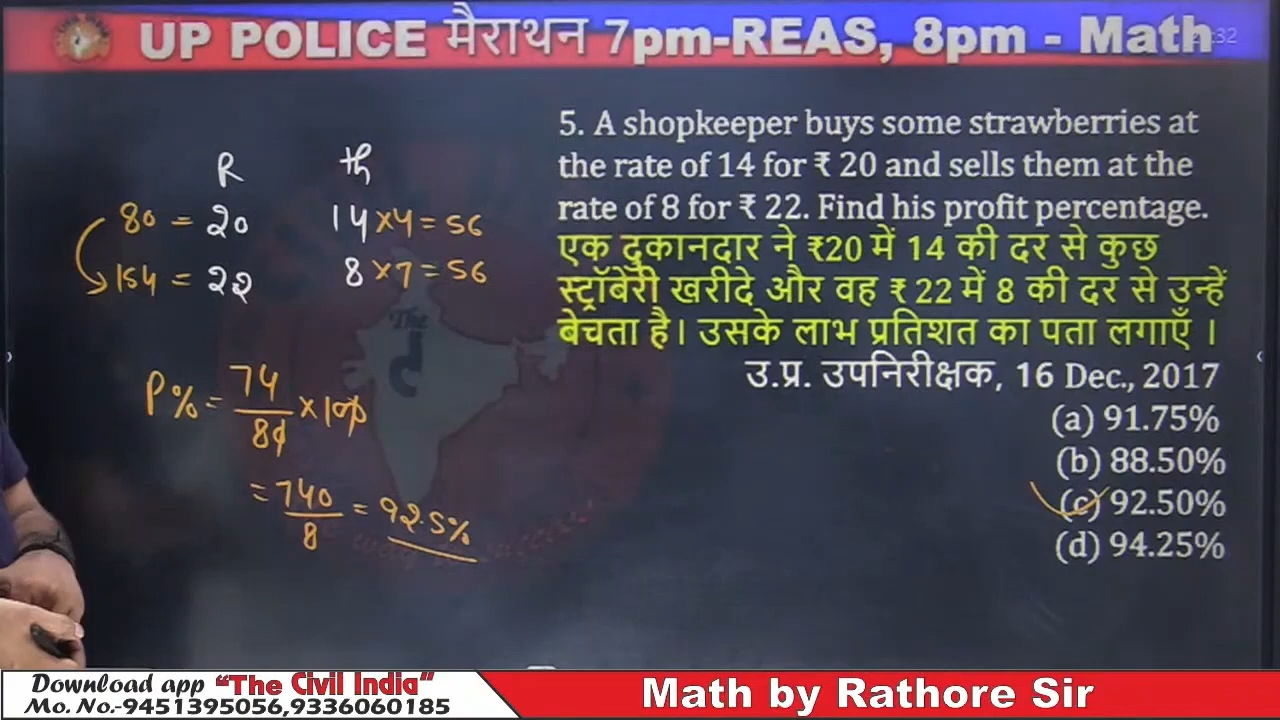 UP POLICE मैराथन 7pm-REAS, 8pm - Math
:32
5. A shopkeeper buys some strawberries at
the rate of 14 for ₹ 20 and sells them at the
rate of 8 for ₹ 22. Find his profit percentage.
एक दुकानदार ने ₹20 में 14 की दर से कुछ
स्ट्रॉबेरी खरीदे और वह ₹ 22 में 8 की दर से उन्हें
बेचता है। उसके लाभ प्रतिशत का पता लगाएँ ।
उ.प्र. उपनिरीक्षक, 16 Dec., 2017
(a) 91.75%
(b) 88.50%
(c) 92.50%
(d) 94.25%
R th
80 = 20 14 ×4 = 56
154 = 22 8 ×7 = 56
P% = 74/80 × 100
= 740/8 = 92.5%
The
Download app "The Civil India"
Mo. No.-9451395056,9336060185
Math by Rathore Sir